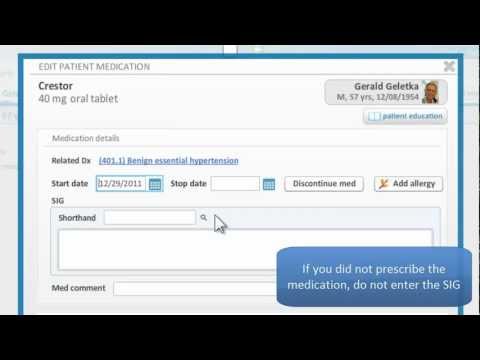 EDIT PATIENT MEDICATION
Crestor
40 mg oral tablet
Gerald Geletka
M, 57 yrs, 12/08/1954
patient education
Medication details
Related Dx (401.1) Benign essential hypertension
Start date 12/29/2011 Stop date Discontinue med Add allergy
SIG
Shorthand
If you did not prescribe the
medication, do not enter the SIG
Med comment